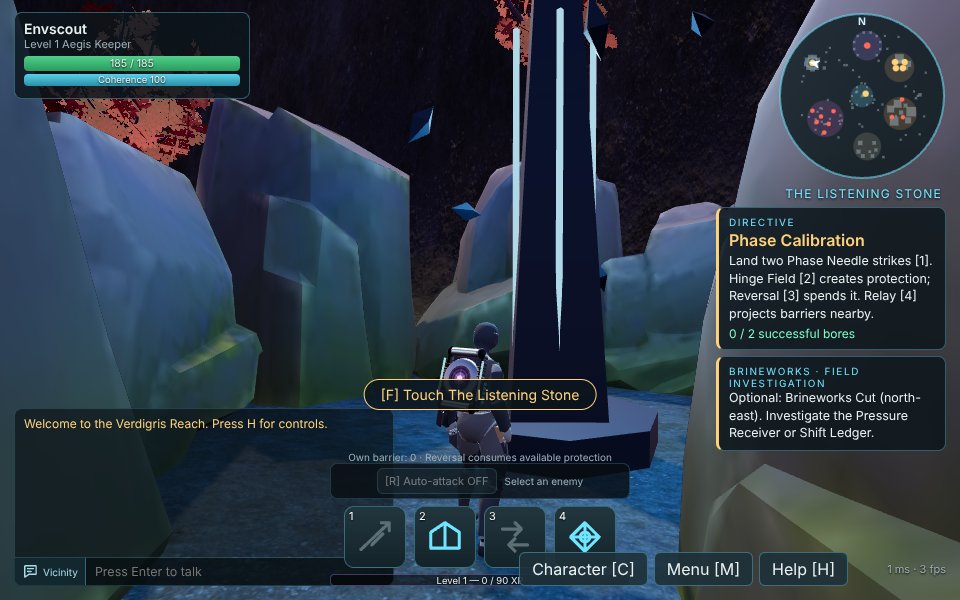 Envscout
Level 1 Aegis Keeper
185 / 185
Coherence 100
N
THE LISTENING STONE
DIRECTIVE
Phase Calibration
Land two Phase Needle strikes [1].
Hinge Field [2] creates protection;
Reversal [3] spends it. Relay [4]
projects barriers nearby.
0 / 2 successful bores
BRINEWORKS · FIELD
INVESTIGATION
Optional: Brineworks Cut (north-
east). Investigate the Pressure
Receiver or Shift Ledger.
[F] Touch The Listening Stone
Welcome to the Verdigris Reach. Press H for controls.
Own barrier: 0 · Reversal consumes available protection
[R] Auto-attack OFF Select an enemy
1 2 3 4
Vicinity Press Enter to talk
Level 1 — 0 / 90
Character [C] Menu [M] Help [H]
1 ms · 3 fps